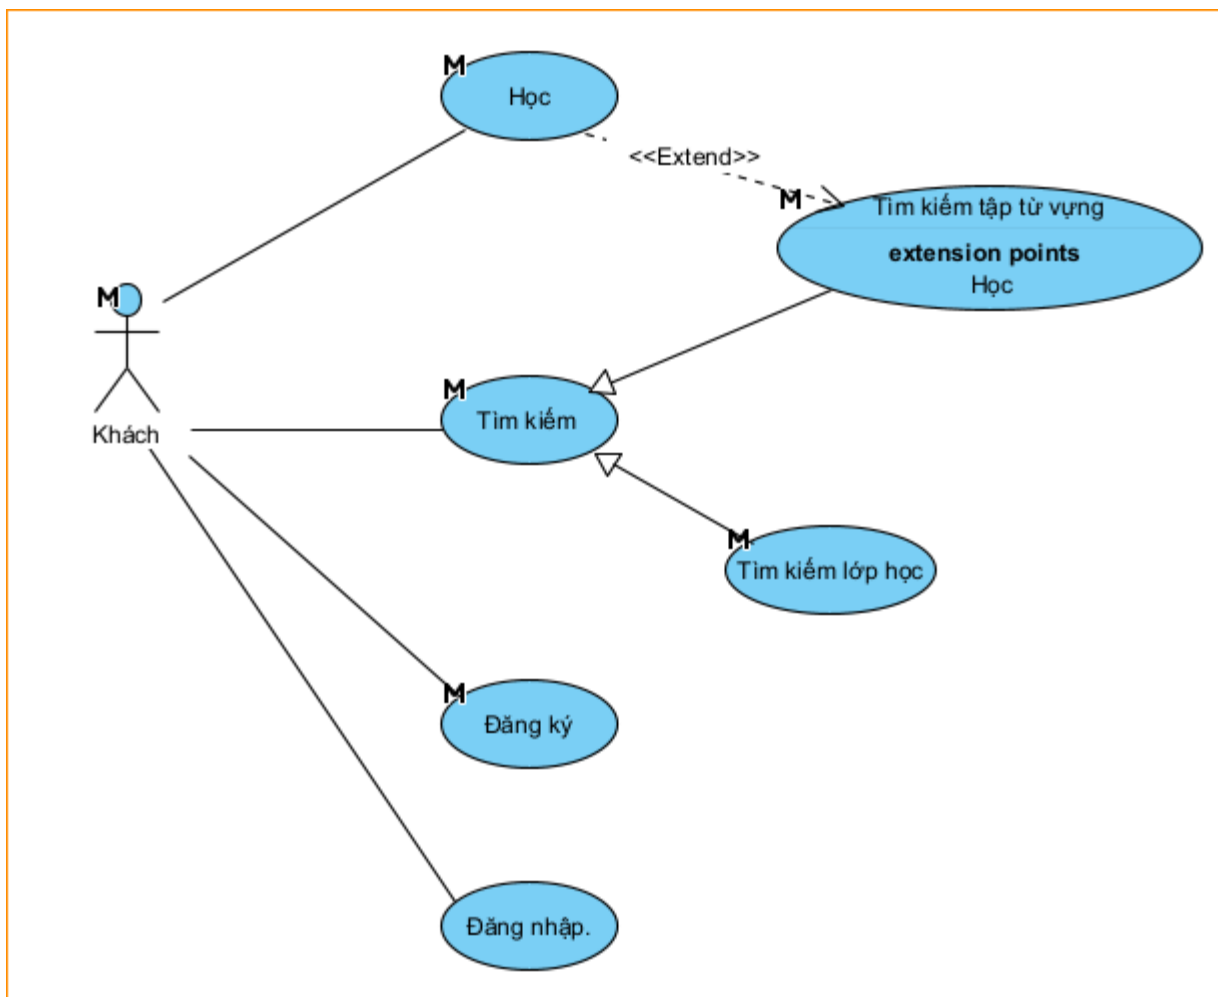 M
Học
<<Extend>>
M
Tìm kiếm tập từ vựng
extension points
Học
M
Khách
M
Tìm kiếm
M
Tìm kiếm lớp học
M
Đăng ký
Đăng nhập.